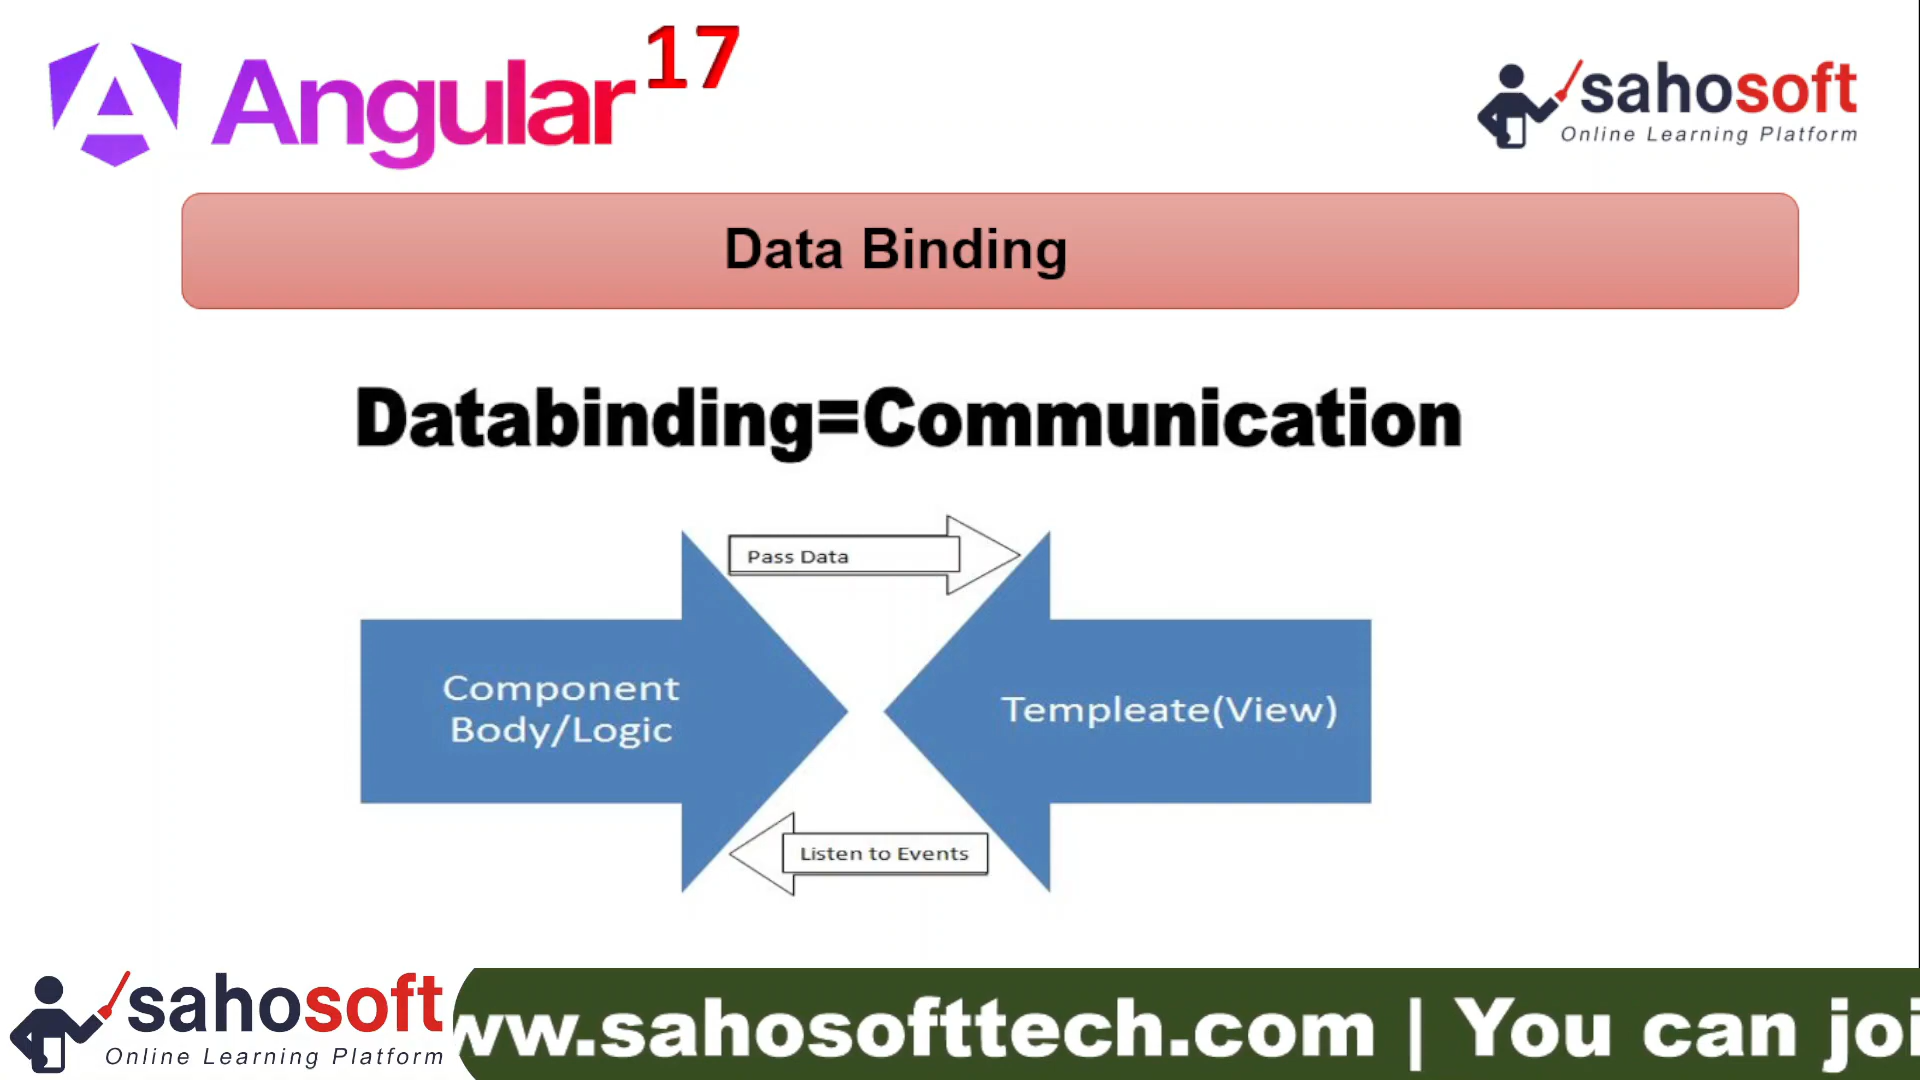 Angular 17
sahosoft
Online Learning Platform
Data Binding
Databinding=Communication
Pass Data
Component
Body/Logic
Templeate(View)
Listen to Events
sahosoft
Online Learning Platform
ww.sahosofttech.com | You can joi